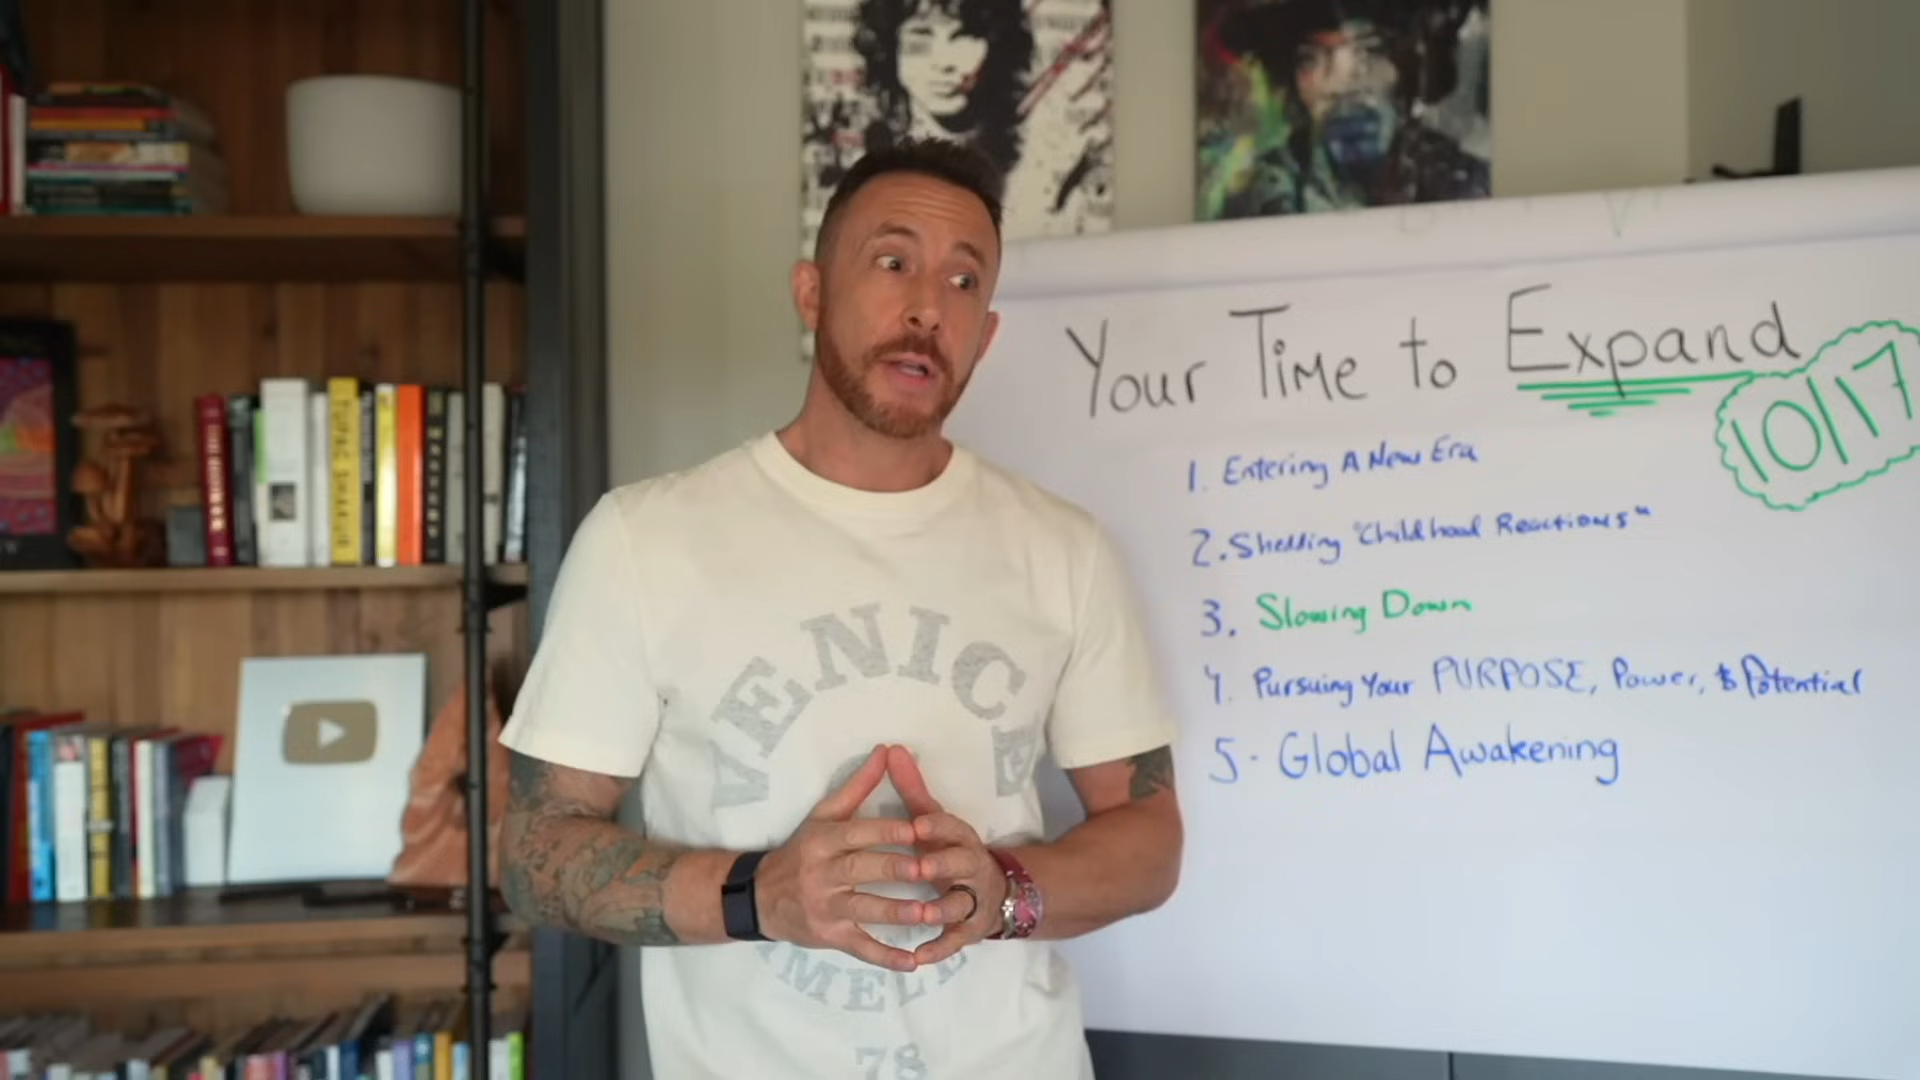 Your Time to Expand
10/17
1. Entering A New Era
2. Shedding "Childhood Reactions"
3. Slowing Down
4. Pursuing Your PURPOSE, Power, & Potential
5. Global Awakening
VENICE
78